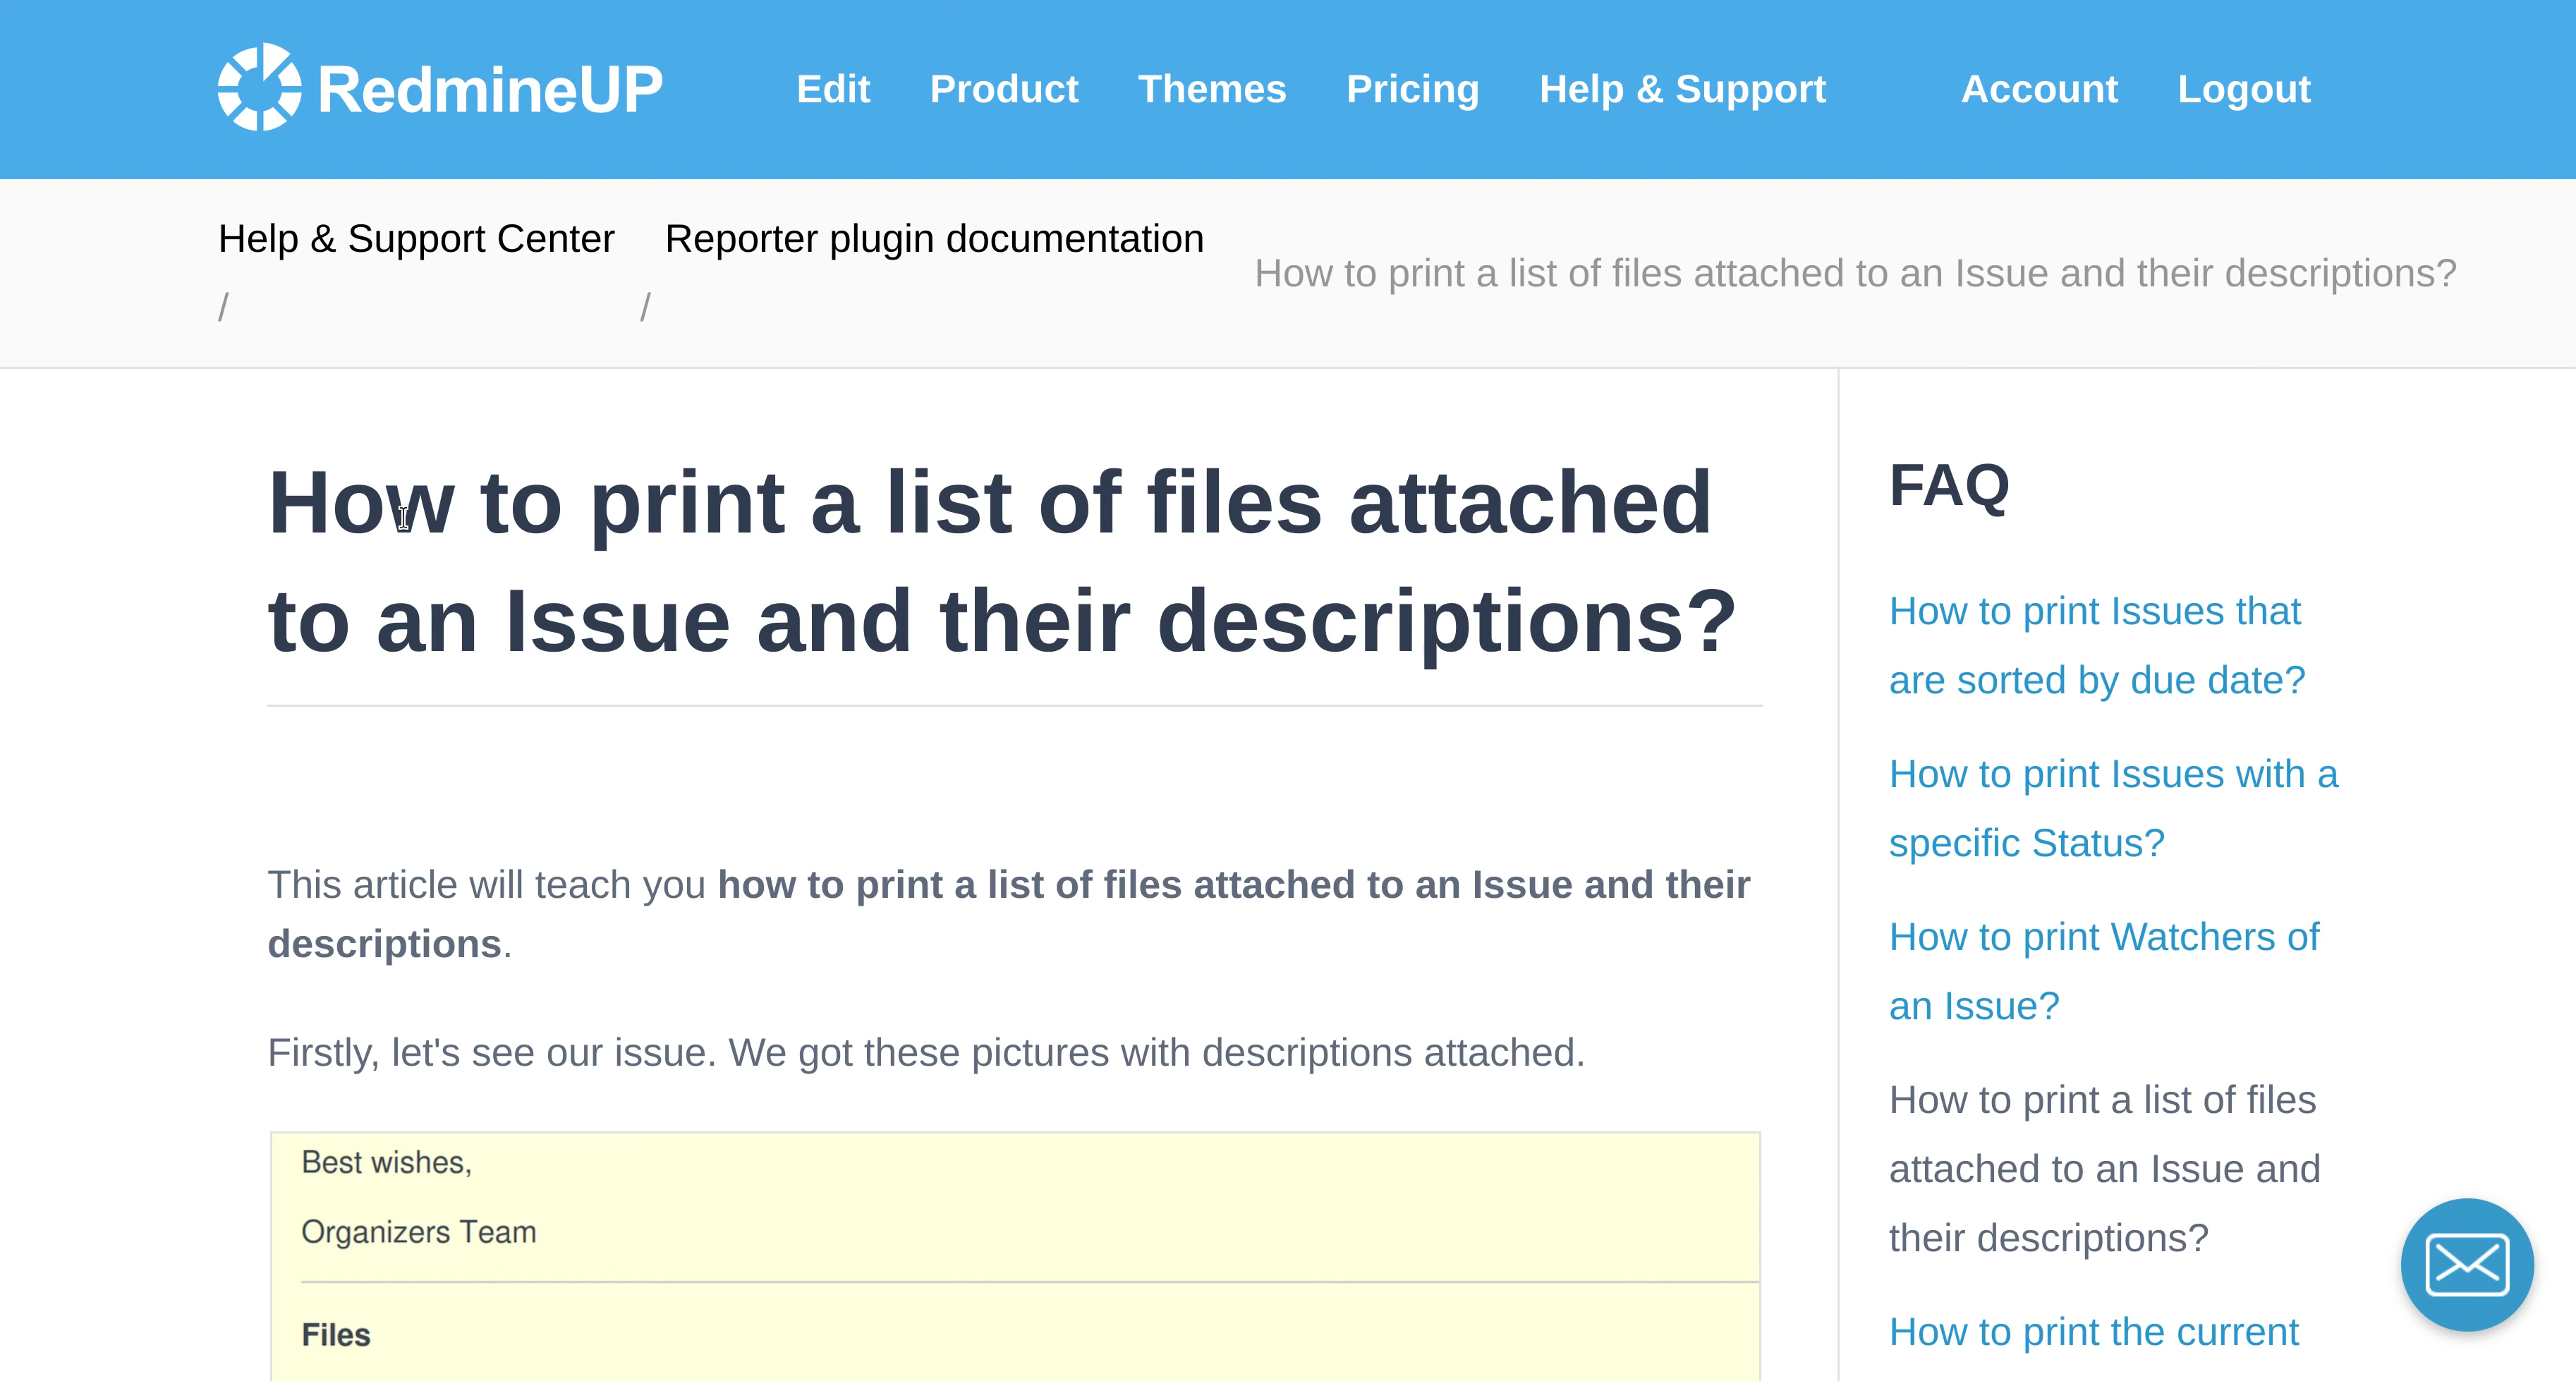 RedmineUP
Edit Product Themes Pricing Help & Support Account Logout
Help & Support Center / Reporter plugin documentation / How to print a list of files attached to an Issue and their descriptions?
How to print a list of files attached
to an Issue and their descriptions?
This article will teach you how to print a list of files attached to an Issue and their
descriptions.
Firstly, let's see our issue. We got these pictures with descriptions attached.
Best wishes,
Organizers Team
Files
FAQ
How to print Issues that
are sorted by due date?
How to print Issues with a
specific Status?
How to print Watchers of
an Issue?
How to print a list of files
attached to an Issue and
their descriptions?
How to print the current